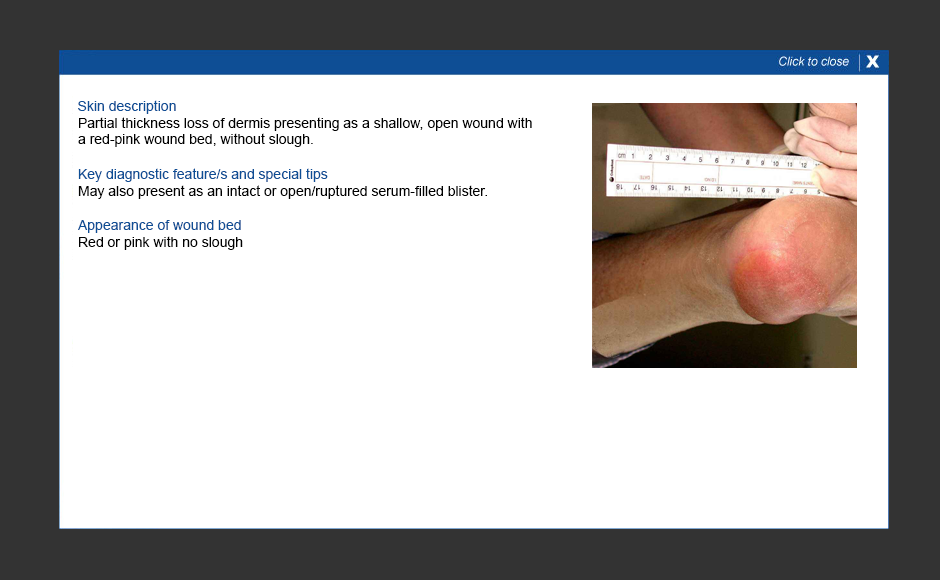 Click to close X
Skin description
Partial thickness loss of dermis presenting as a shallow, open wound with
a red-pink wound bed, without slough.
Key diagnostic feature/s and special tips
May also present as an intact or open/ruptured serum-filled blister.
Appearance of wound bed
Red or pink with no slough
cm 1 2 3 4 5 6 7 8 9 10 11 12
18 17 16 15 14 13 12 11 10 9 8 7 6 5